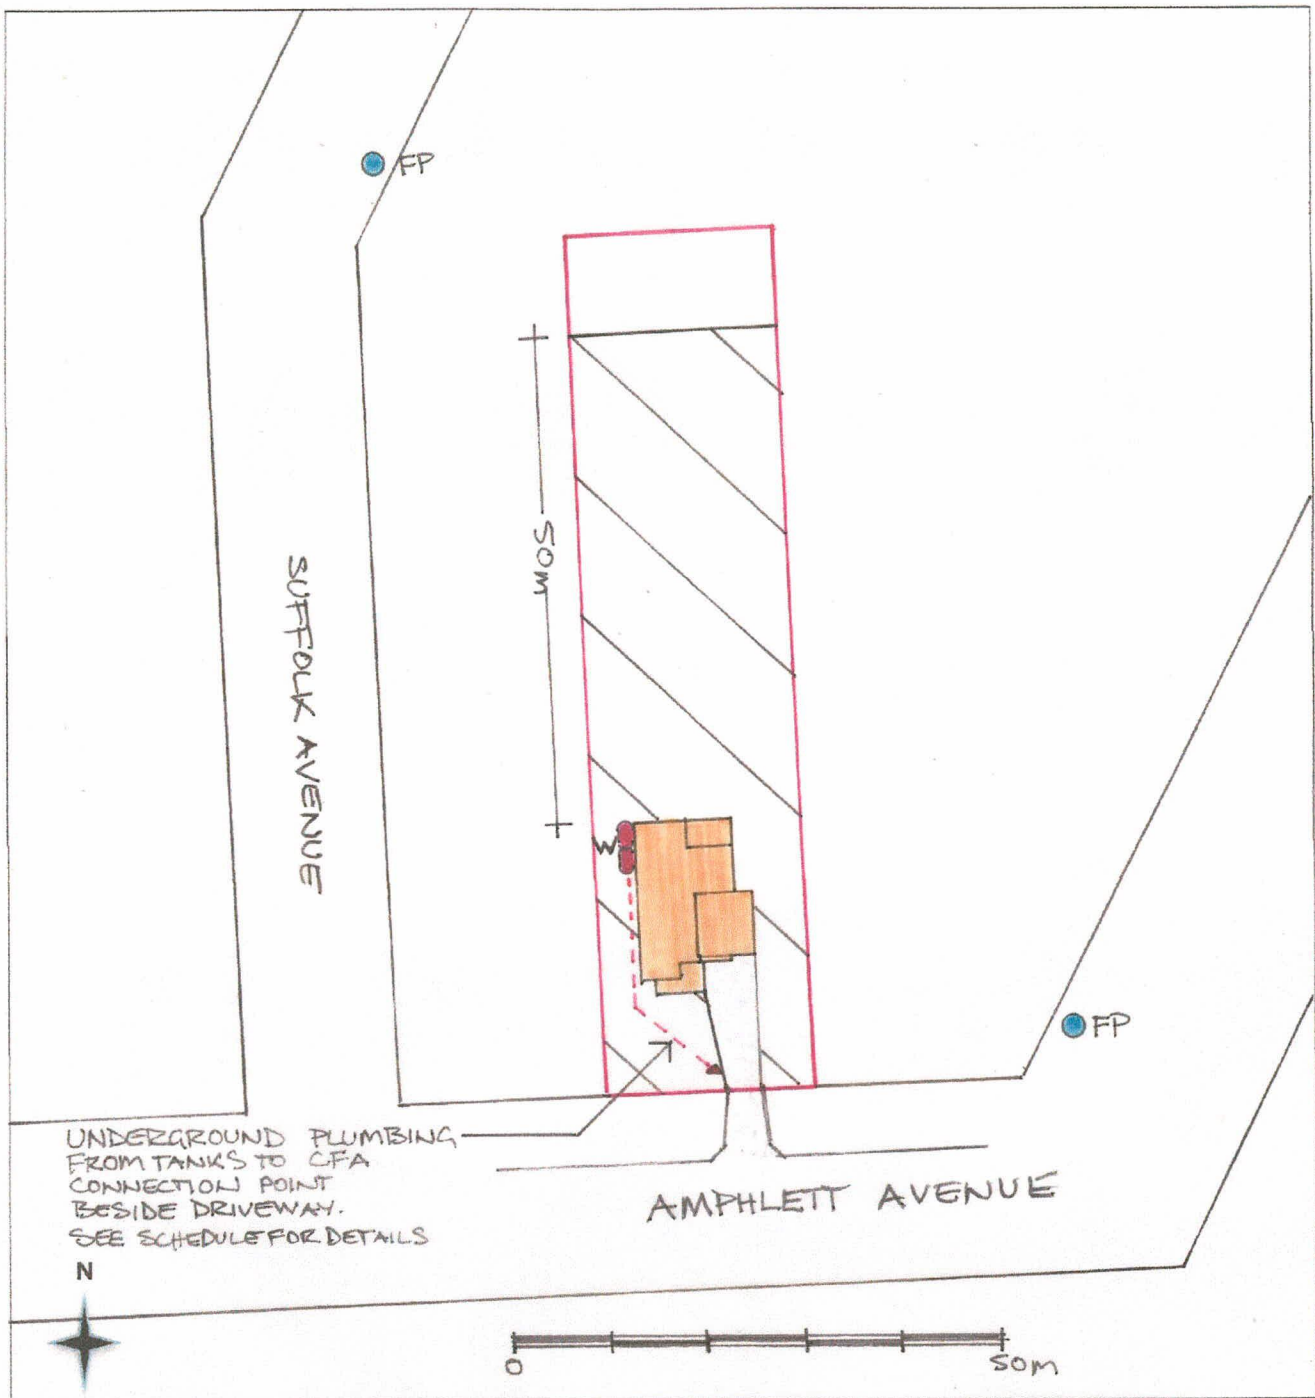 FP
50m
SUFFOLK AVENUE
W
FP
UNDERGROUND PLUMBING
FROM TANKS TO CFA
CONNECTION POINT
BESIDE DRIVEWAY.
SEE SCHEDULE FOR DETAILS
AMPHLETT AVENUE
N
0
50m